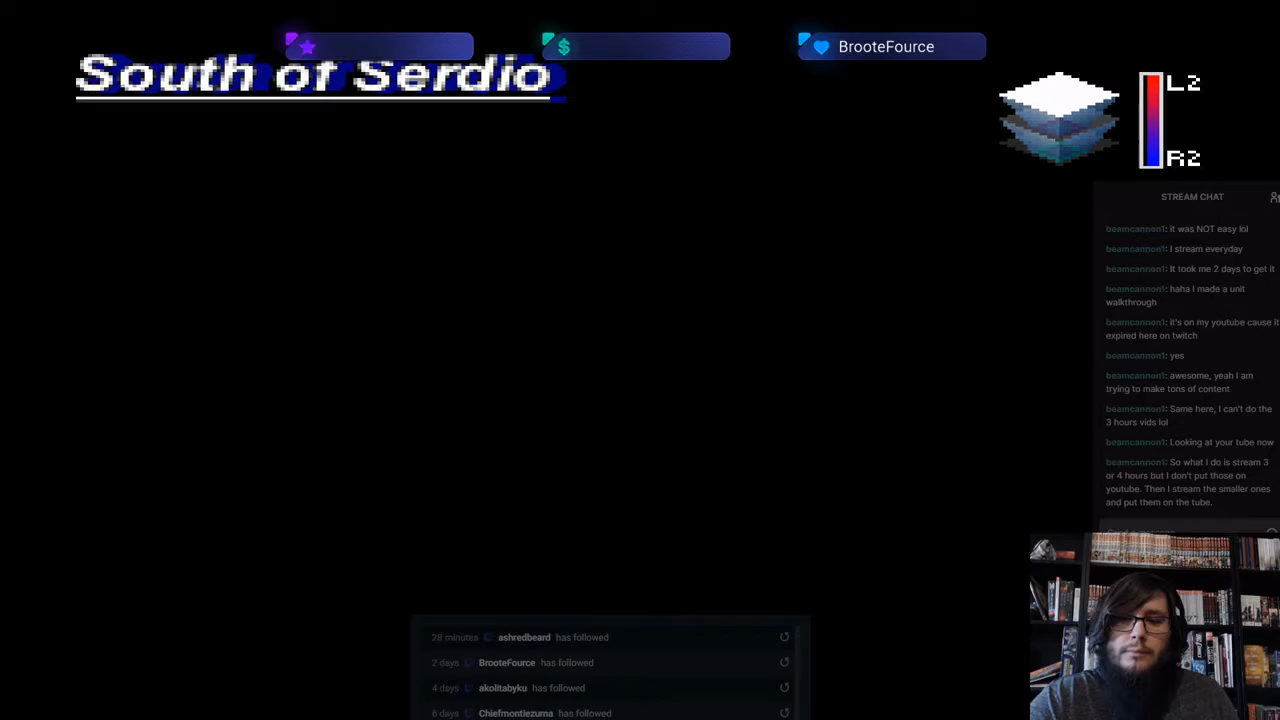 BrooteFource
South of Serdio
L2
R2
STREAM CHAT
beamcannon1: it was NOT easy lol
beamcannon1: I stream everyday
beamcannon1: It took me 2 days to get it
beamcannon1: haha I made a unit
walkthrough
beamcannon1: it's on my youtube cause it
expired here on twitch
beamcannon1: yes
beamcannon1: awesome, yeah I am
trying to make tons of content
beamcannon1: Same here, I can't do the
3 hours vids lol
beamcannon1: Looking at your tube now
beamcannon1: So what I do is stream 3
or 4 hours but I don't put those on
youtube. Then I stream the smaller ones
and put them on the tube.
28 minutes ashredbeard has followed
2 days BrooteFource has followed
4 days akolitabyku has followed
6 days Chiefmontiezuma has followed